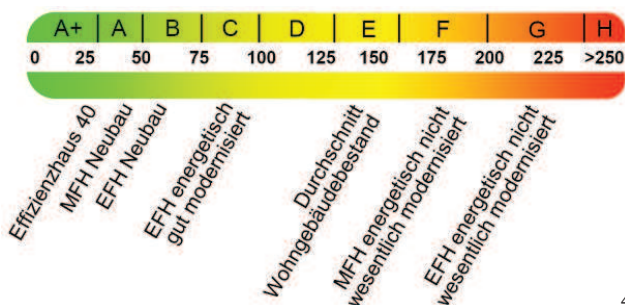 A+ A B C D E F G H
0 25 50 75 100 125 150 175 200 225 >250
Effizienzhaus 40
MFH Neubau
EFH Neubau
EFH energetisch
gut modernisiert
Durchschnitt
Wohngebäudebestand
MFH energetisch nicht
wesentlich modernisiert
EFH energetisch nicht
wesentlich modernisiert